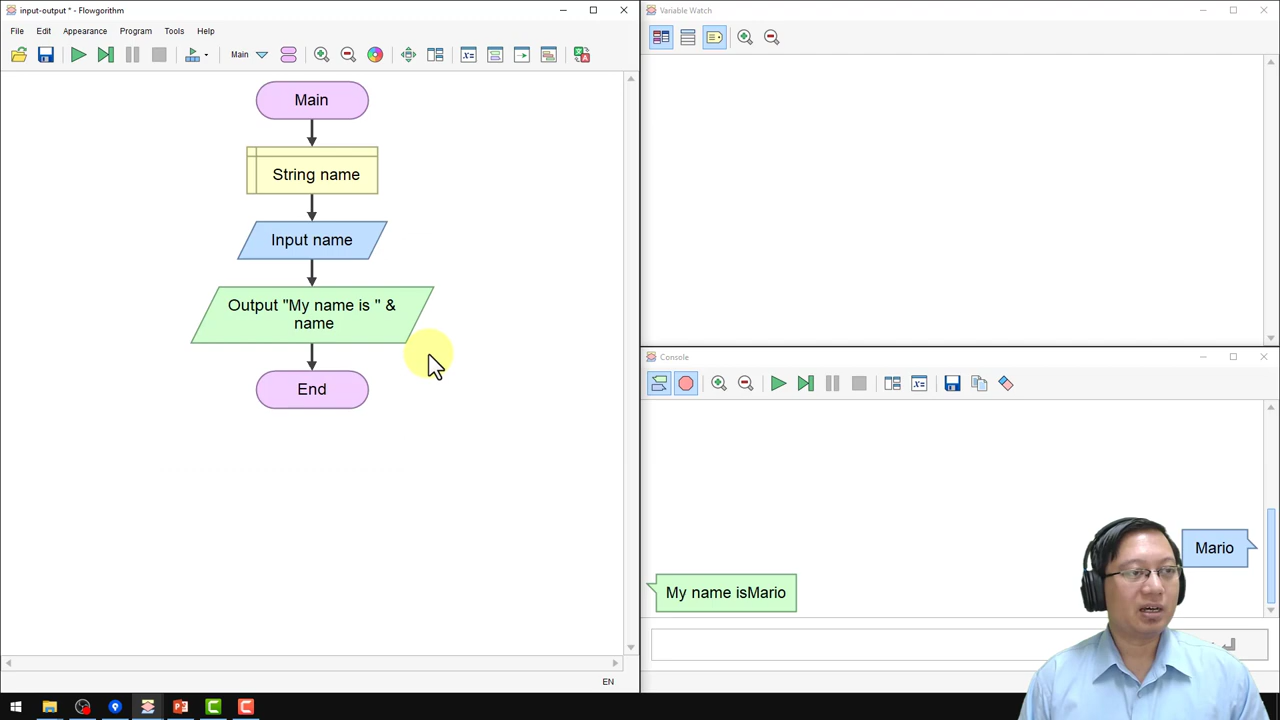 input-output * - Flowgorithm
File Edit Appearance Program Tools Help
Main
Main
String name
Input name
Output "My name is " &
name
End
EN
Variable Watch
Console
Mario
My name isMario